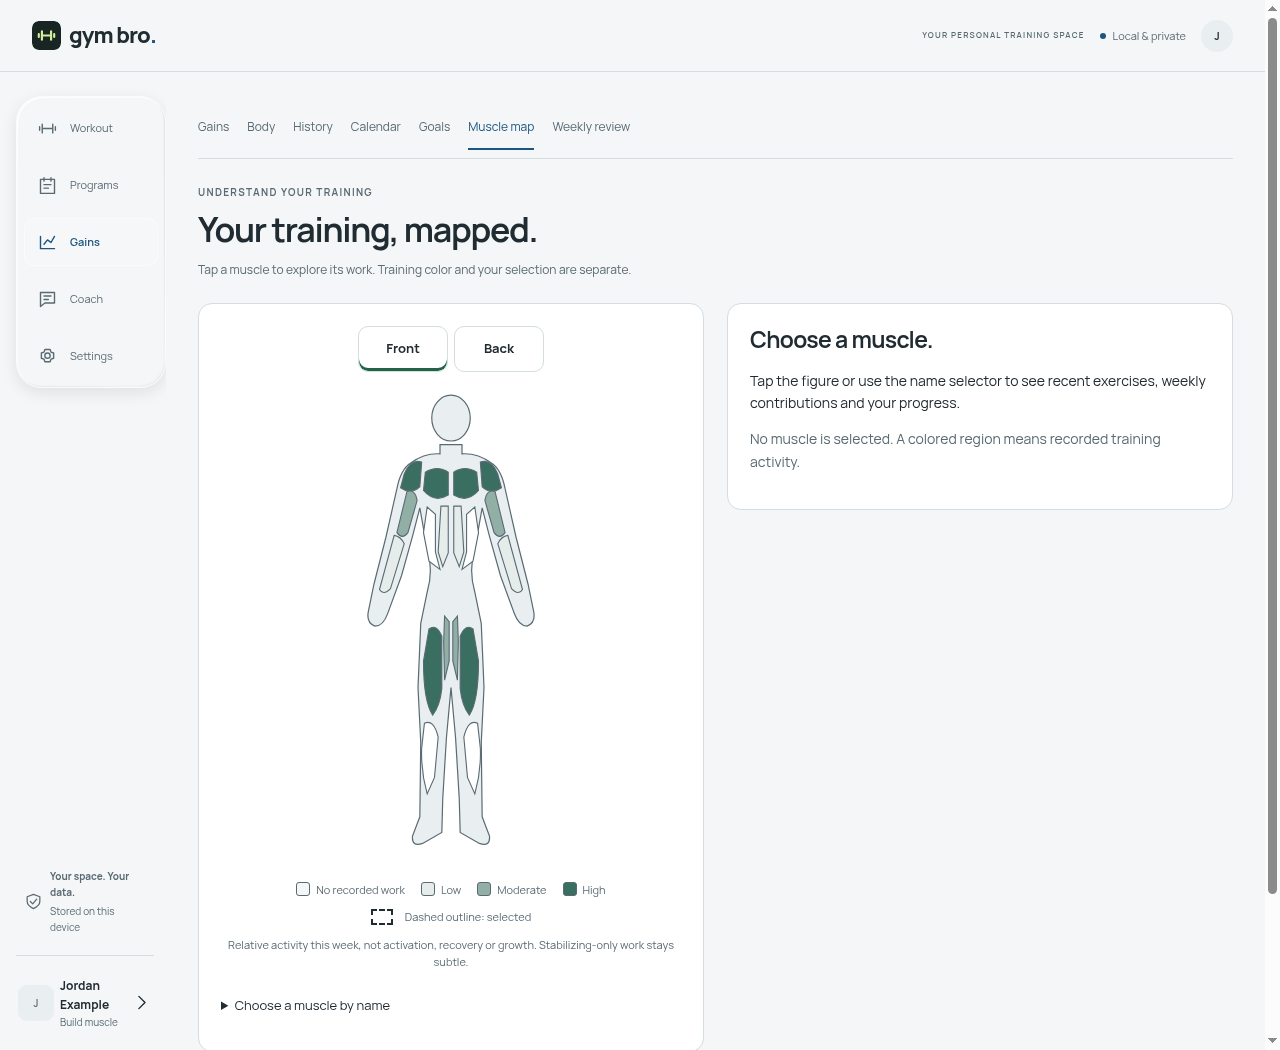 gym bro.
YOUR PERSONAL TRAINING SPACE
Local & private
J
Workout
Programs
Gains
Coach
Settings
Gains
Body
History
Calendar
Goals
Muscle map
Weekly review
UNDERSTAND YOUR TRAINING
Your training, mapped.
Tap a muscle to explore its work. Training color and your selection are separate.
Front
Back
No recorded work
Low
Moderate
High
Dashed outline: selected
Relative activity this week, not activation, recovery or growth. Stabilizing-only work stays
subtle.
Choose a muscle by name
Choose a muscle.
Tap the figure or use the name selector to see recent exercises, weekly
contributions and your progress.
No muscle is selected. A colored region means recorded training
activity.
Your space. Your
data.
Stored on this
device
J
Jordan
Example
Build muscle